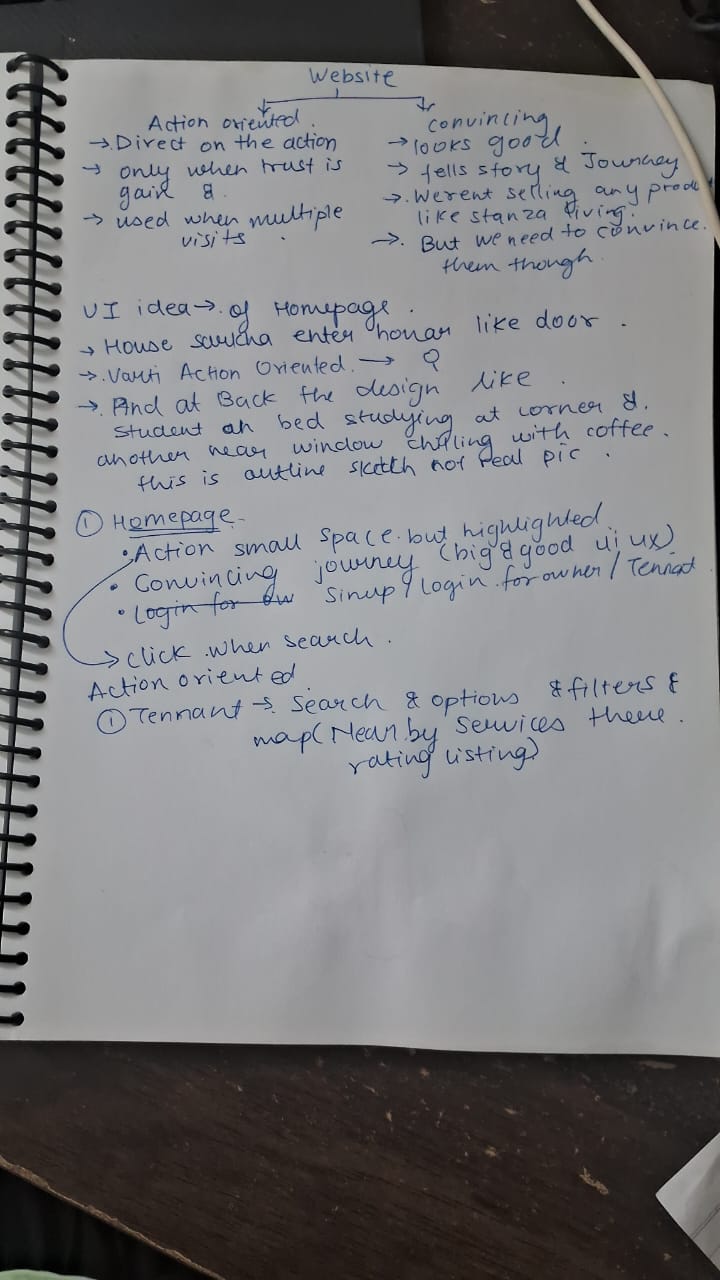 Website
Action oriented.
→ Direct on the action
→ only when trust is
gain &.
→ used when multiple
visits.
convincing
→ looks good.
→ tells story & Journey
→. Werent selling any produ
like stanza living.
→. But we need to convince.
them though.
UI idea →. of Homepage.
→ House sarkha enter honar like door.
→. Varti Action Oriented. →
→. And at Back the design like.
Student on bed studying at corner &.
another near window chilling with coffee.
this is outline sketch not real pic.
① Homepage
• Action small space. but highlighted
• Convincing journey (big & good ui ux)
• Login for ow Sinup / login. for owner / Tennat
→ click. when search.
Action oriented
① Tennant → Search & options & filters &
map (Near by Services there.
rating listing)